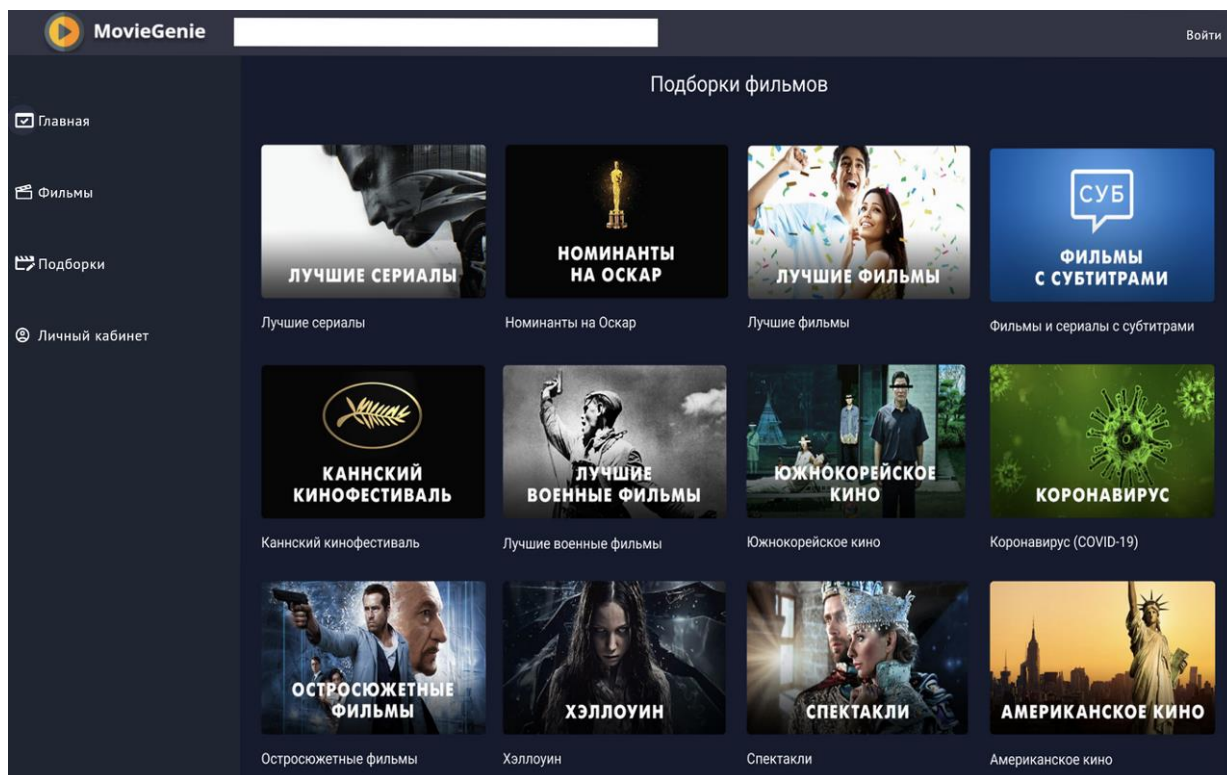 MovieGenie
Войти
Главная
Фильмы
Подборки
Личный кабинет
Подборки фильмов
ЛУЧШИЕ СЕРИАЛЫ
Лучшие сериалы
НОМИНАНТЫ
НА ОСКАР
Номинанты на Оскар
ЛУЧШИЕ ФИЛЬМЫ
Лучшие фильмы
СУБ
ФИЛЬМЫ
С СУБТИТРАМИ
Фильмы и сериалы с субтитрами
КАННСКИЙ
КИНОФЕСТИВАЛЬ
Каннский кинофестиваль
ЛУЧШИЕ
ВОЕННЫЕ ФИЛЬМЫ
Лучшие военные фильмы
ЮЖНОКОРЕЙСКОЕ
КИНО
Южнокорейское кино
КОРОНАВИРУС
Коронавирус (COVID-19)
ОСТРОСЮЖЕТНЫЕ
ФИЛЬМЫ
Остросюжетные фильмы
ХЭЛЛОУИН
Хэллоуин
СПЕКТАКЛИ
Спектакли
АМЕРИКАНСКОЕ КИНО
Американское кино